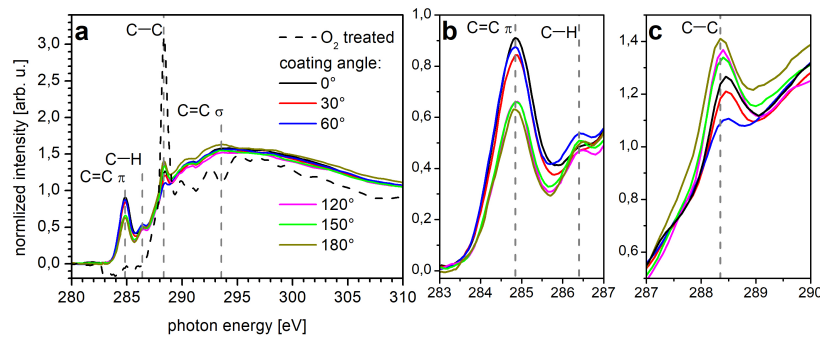 a
C—C
C=C σ
C—H
C=C π
O2 treated
coating angle:
0°
30°
60°
120°
150°
180°
normlized intensity [arb. u.]
3,0
2,5
2,0
1,5
1,0
0,5
0,0
280 285 290 295 300 305 310
photon energy [eV]
b
C=C π
C—H
1,0
0,8
0,6
0,4
0,2
0,0
283 284 285 286 287
c
C—C
1,4
1,2
1,0
0,8
0,6
287 288 289 290